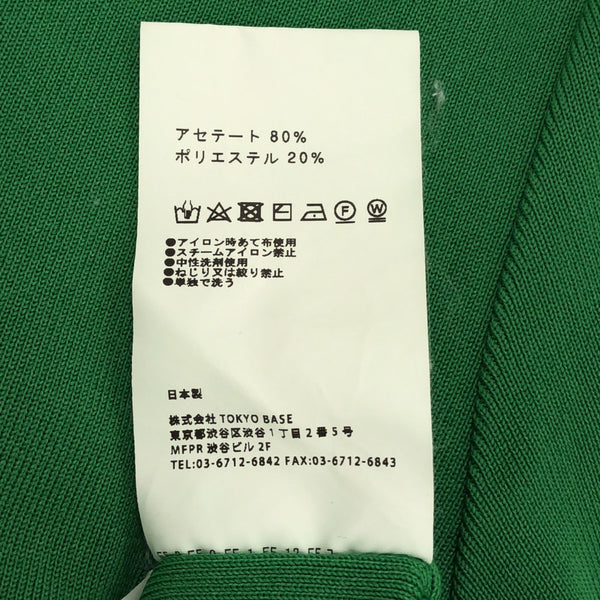 アセテート 80%
ポリエステル 20%
●アイロン時あて布使用
●スチームアイロン禁止
●中性洗剤使用
●ねじり又は絞り禁止
●単独で洗う
日本製
株式会社 TOKYO BASE
東京都渋谷区渋谷1丁目2番5号
MFPR 渋谷ビル 2F
TEL:03-6712-6842 FAX:03-6712-6843